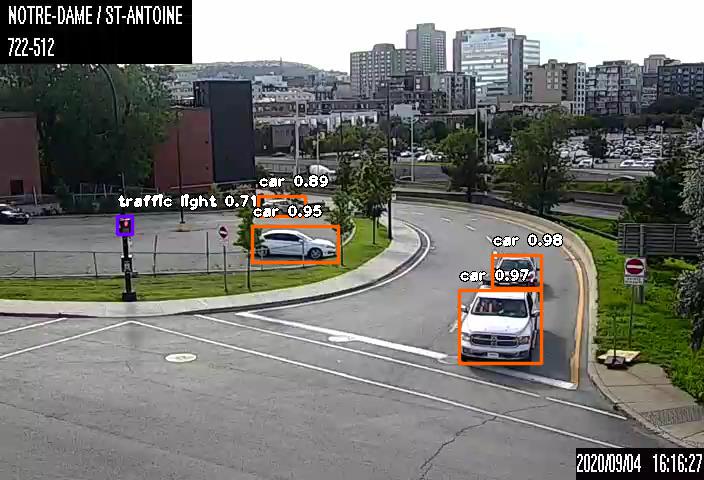 NOTRE-DAME / ST-ANTOINE
722-512
car 0.89
traffic light 0.71
car 0.95
car 0.98
car 0.97
2020/09/04 16:16:27